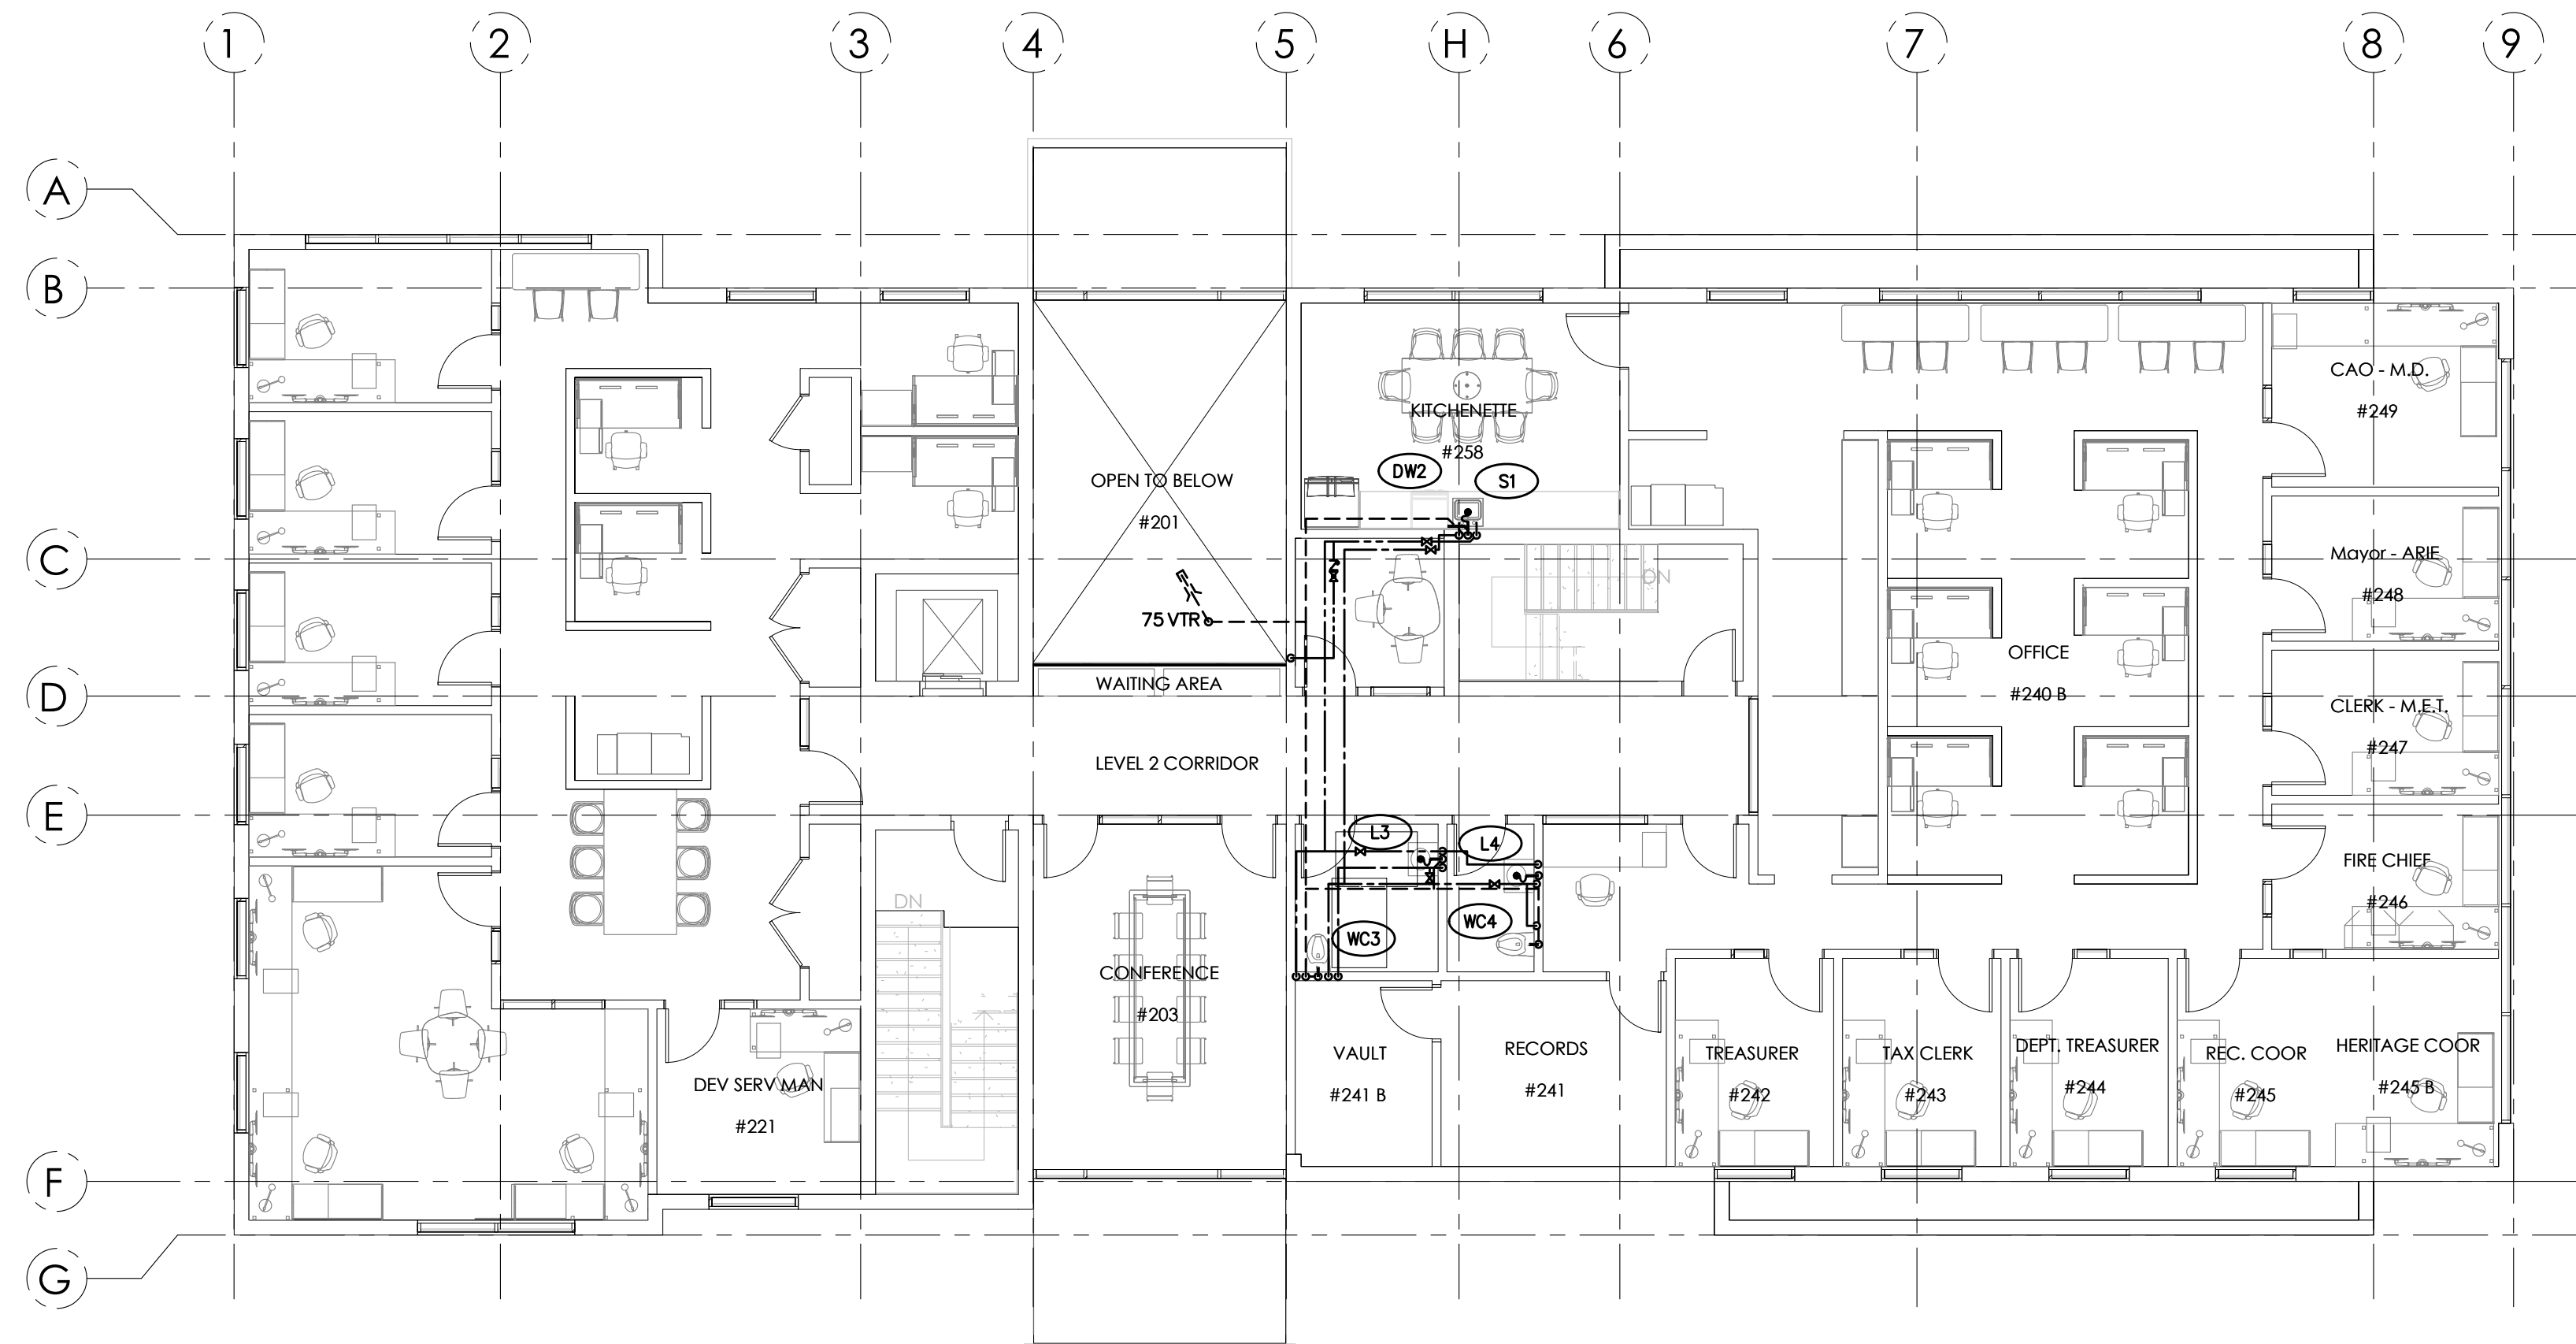 1
2
3
4
5
H
6
7
8
9
A
B
C
D
E
F
G
CAO - M.D.
#249
KITCHENETTE
#258
DW2
S1
OPEN TO BELOW
#201
Mayor - ARIE
#248
DN
75 VTR
OFFICE
#240 B
WAITING AREA
CLERK - M.E.T.
#247
LEVEL 2 CORRIDOR
L3
L4
FIRE CHIEF
#246
DN
WC3
WC4
CONFERENCE
#203
VAULT
#241 B
RECORDS
#241
TREASURER
#242
TAX CLERK
#243
DEPT. TREASURER
#244
REC. COOR
#245
HERITAGE COOR
#245 B
DEV SERV MAN
#221